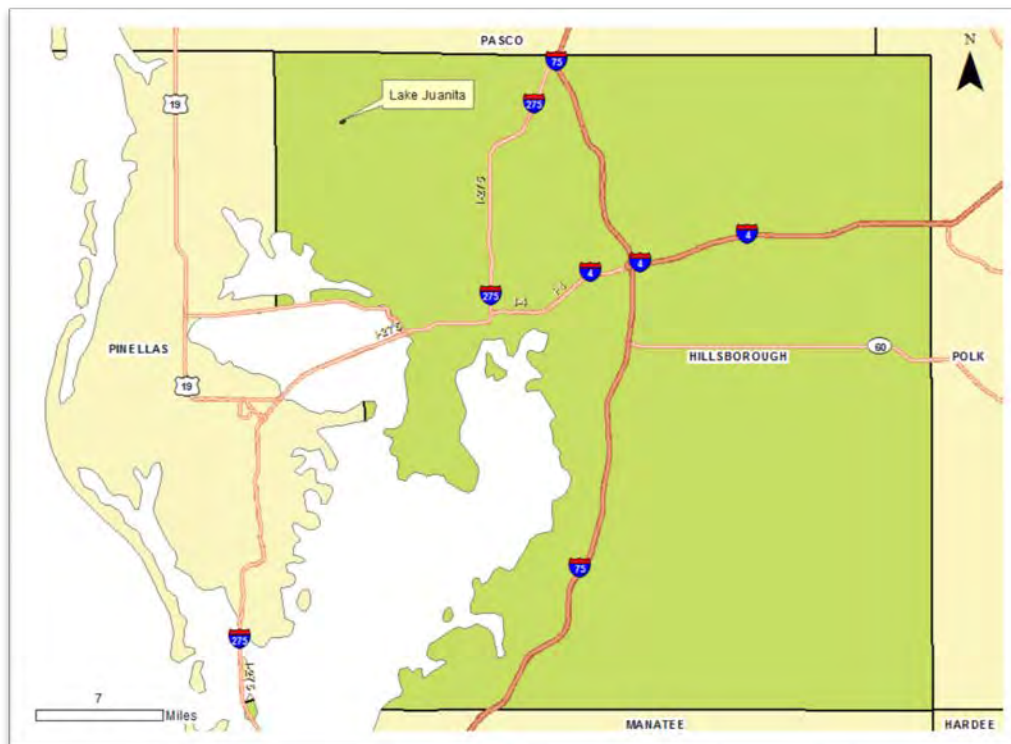 PASCO
N
75
Lake Juanita
19
275
I-275
4
4
275
I-4
I-4
I-275
PINELLAS
HILLSBOROUGH
60
POLK
19
75
275
I-275
7
Miles
MANATEE
HARDEE